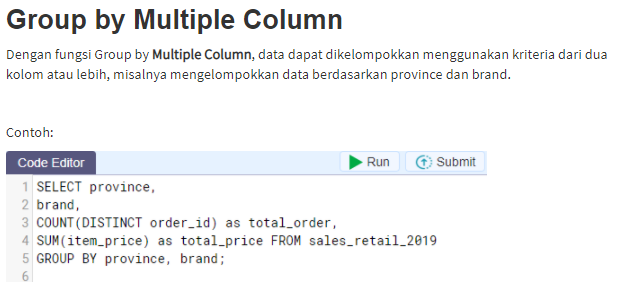 Group by Multiple Column
Dengan fungsi Group by Multiple Column, data dapat dikelompokkan menggunakan kriteria dari dua
kolom atau lebih, misalnya mengelompokkan data berdasarkan province dan brand.
Contoh:
Code Editor Run Submit
1 SELECT province,
2 brand,
3 COUNT(DISTINCT order_id) as total_order,
4 SUM(item_price) as total_price FROM sales_retail_2019
5 GROUP BY province, brand;
6